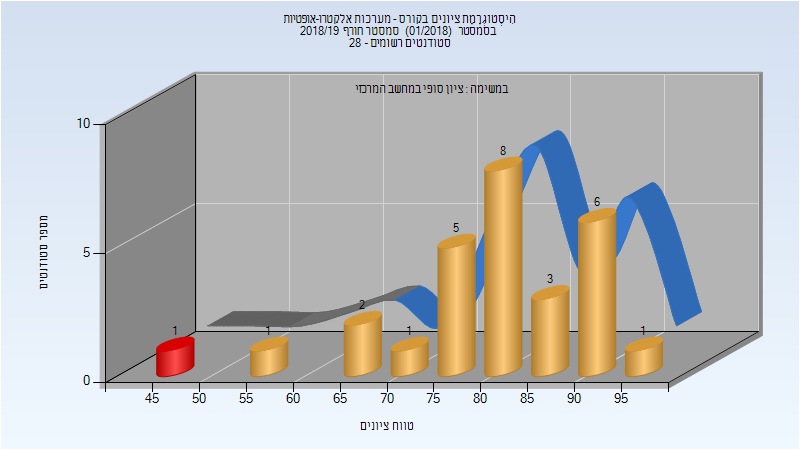 היסטוגרמת ציונים בקורס - מערכות אלקטרו-אופטיות
בסמסטר (01/2018) סמסטר חורף 2018/19
סטודנטים רשומים - 28
במשימה : ציון סופי במחשב המרכזי
מספר סטודנטים
10
5
0
1
1
2
1
5
8
3
6
1
45 50 55 60 65 70 75 80 85 90 95
טווח ציונים